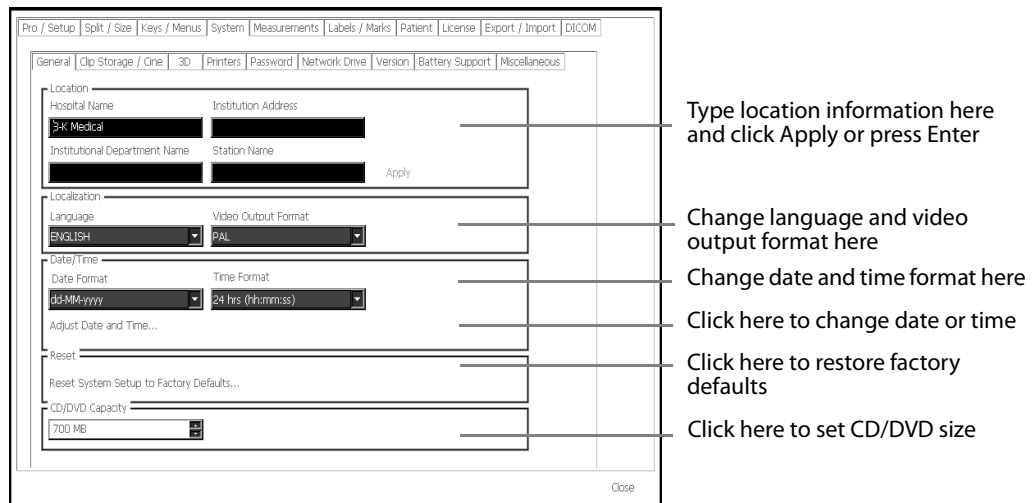 Pro / Setup Split / Size Keys / Menus System Measurements Labels / Marks Patient License Export / Import DICOM
General Clip Storage / Cine 3D Printers Password Network Drive Version Battery Support Miscellaneous
Location
Hospital Name Institution Address
B-K Medical
Institutional Department Name Station Name
Apply
Type location information here
and click Apply or press Enter
Localization
Language Video Output Format
ENGLISH PAL
Change language and video
output format here
Date/Time
Date Format Time Format
dd-MM-yyyy 24 hrs (hh:mm:ss)
Change date and time format here
Adjust Date and Time...
Click here to change date or time
Reset
Reset System Setup to Factory Defaults...
Click here to restore factory
defaults
CD/DVD Capacity
700 MB
Click here to set CD/DVD size
Close